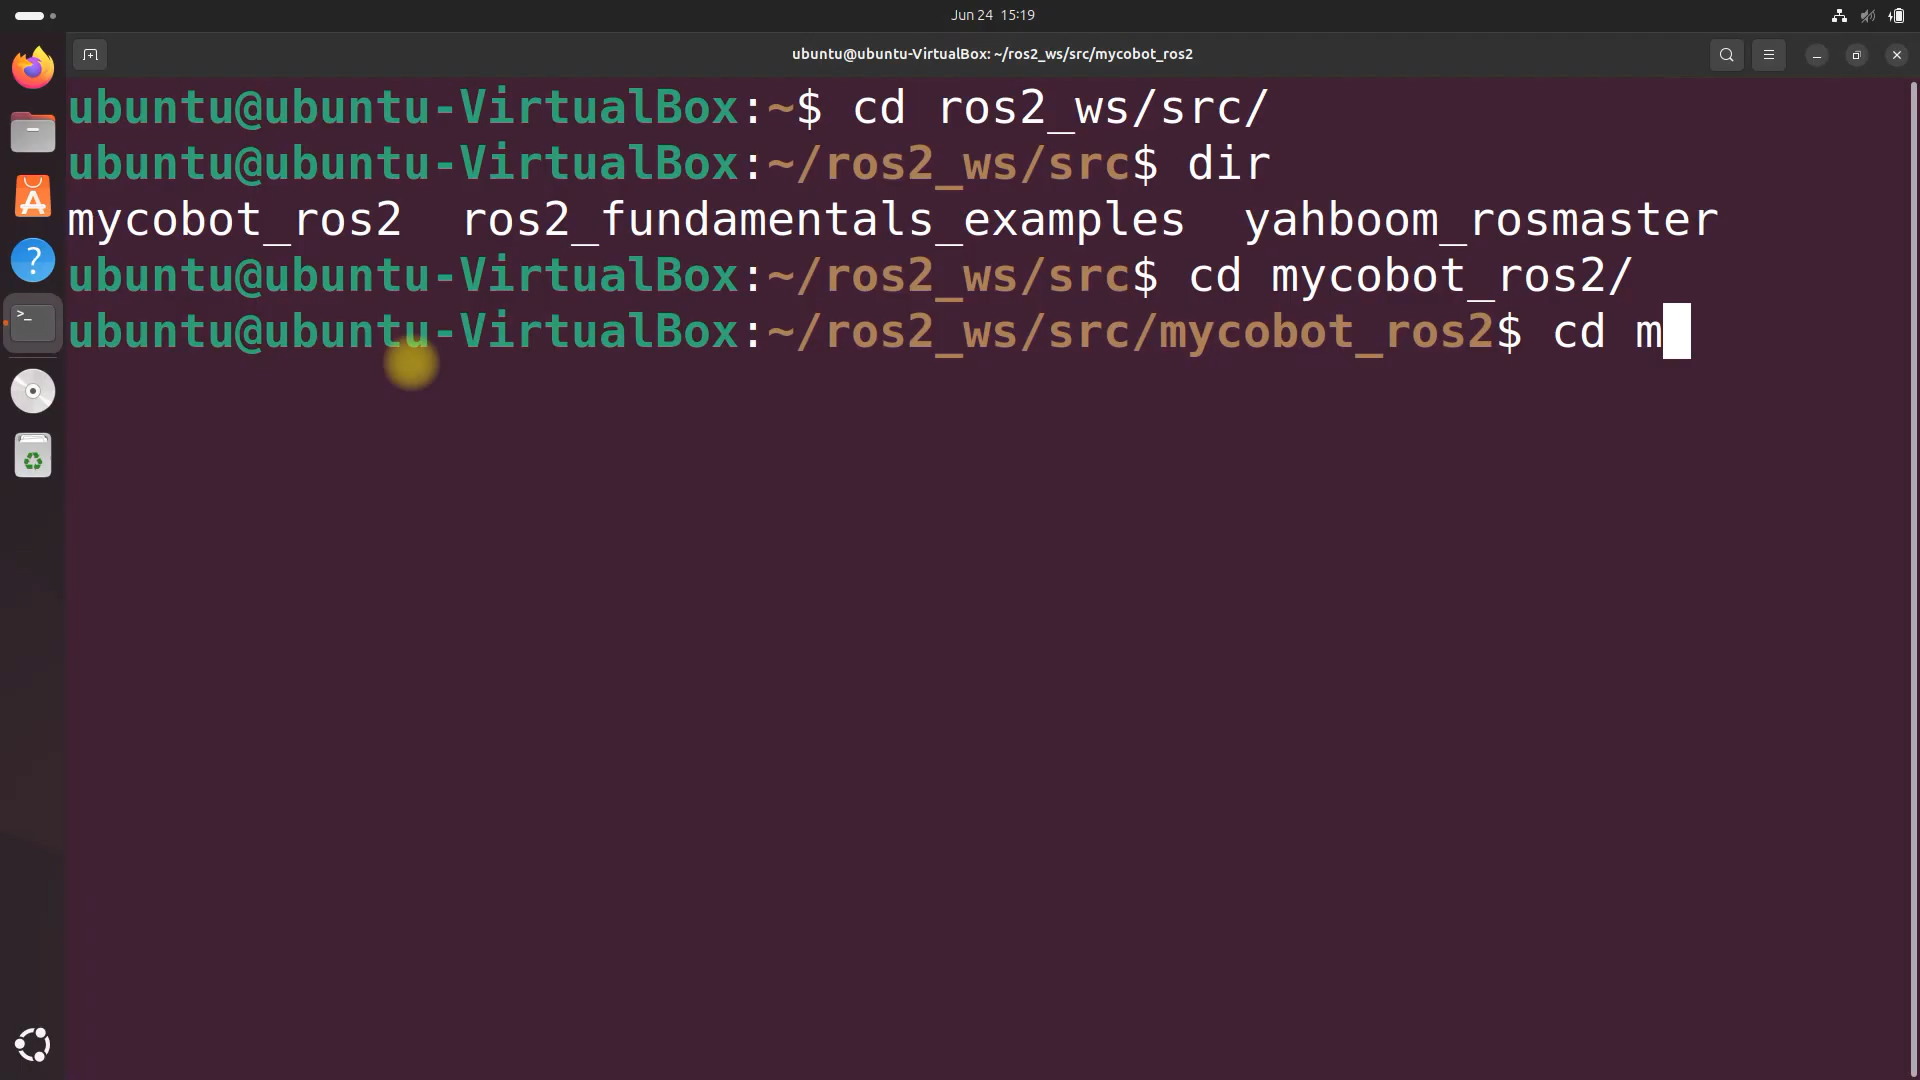 Jun 24 15:19
ubuntu@ubuntu-VirtualBox: ~/ros2_ws/src/mycobot_ros2
ubuntu@ubuntu-VirtualBox:~$ cd ros2_ws/src/
ubuntu@ubuntu-VirtualBox:~/ros2_ws/src$ dir
mycobot_ros2  ros2_fundamentals_examples  yahboom_rosmaster
ubuntu@ubuntu-VirtualBox:~/ros2_ws/src$ cd mycobot_ros2/
ubuntu@ubuntu-VirtualBox:~/ros2_ws/src/mycobot_ros2$ cd m